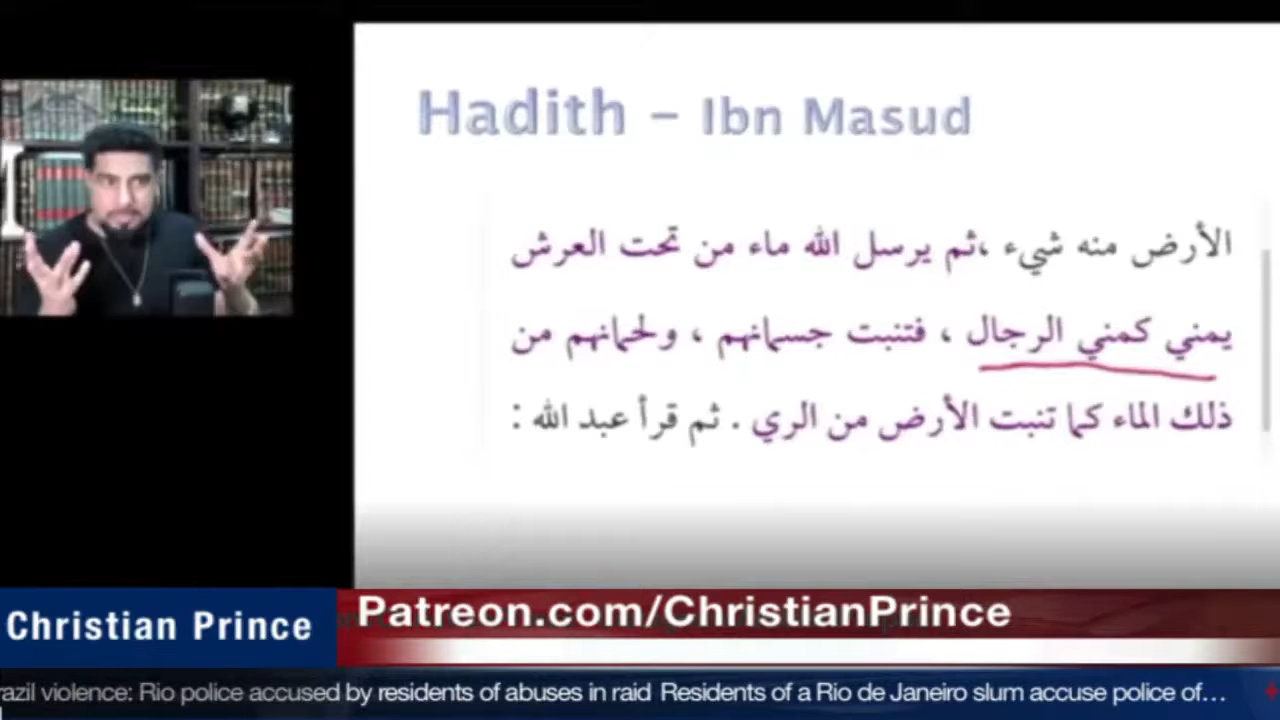 Hadith – Ibn Masud
الأرض منه شيء ،ثم يرسل الله ماء من تحت العرش
يمني كمني الرجال ، فتنبت جسمانهم ، ولحمانهم من
ذلك الماء كما تنبت الأرض من الري . ثم قرأ عبد الله :
Christian Prince
Patreon.com/ChristianPrince
razil violence: Rio police accused by residents of abuses in raid Residents of a Rio de Janeiro slum accuse police of…